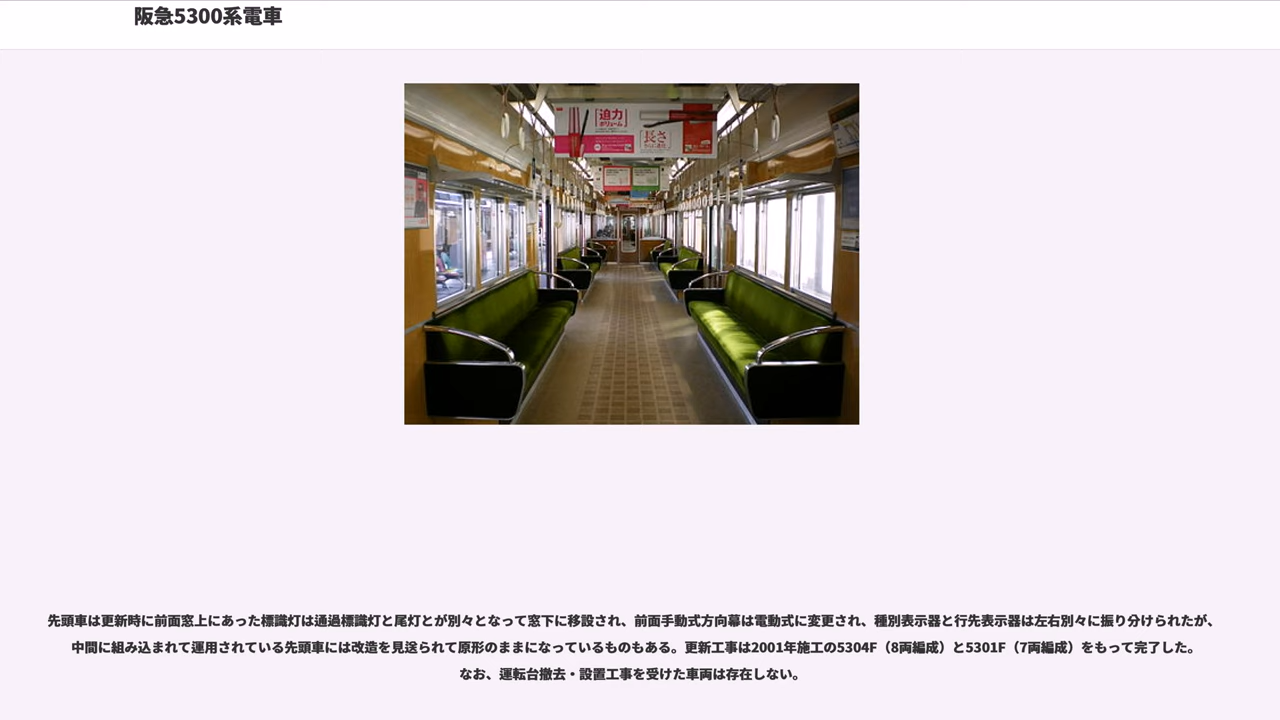 阪急5300系電車
「迫力
ボリューム」
長さ
先頭車は更新時に前面窓上にあった標識灯は通過標識灯と尾灯とが別々となって窓下に移設され、前面手動式方向幕は電動式に変更され、種別表示器と行先表示器は左右別々に振り分けられたが、
中間に組み込まれて運用されている先頭車には改造を見送られて原形のままになっているものもある。更新工事は2001年施工の5304F（8両編成）と5301F（7両編成）をもって完了した。
なお、運転台撤去・設置工事を受けた車両は存在しない。